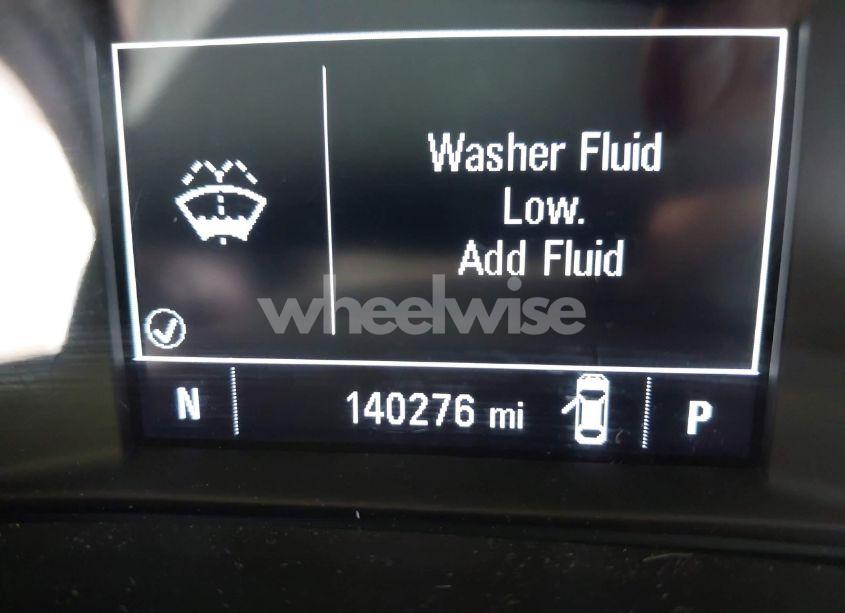 Washer Fluid
Low.
Add Fluid
wheelwise
N 140276 mi P